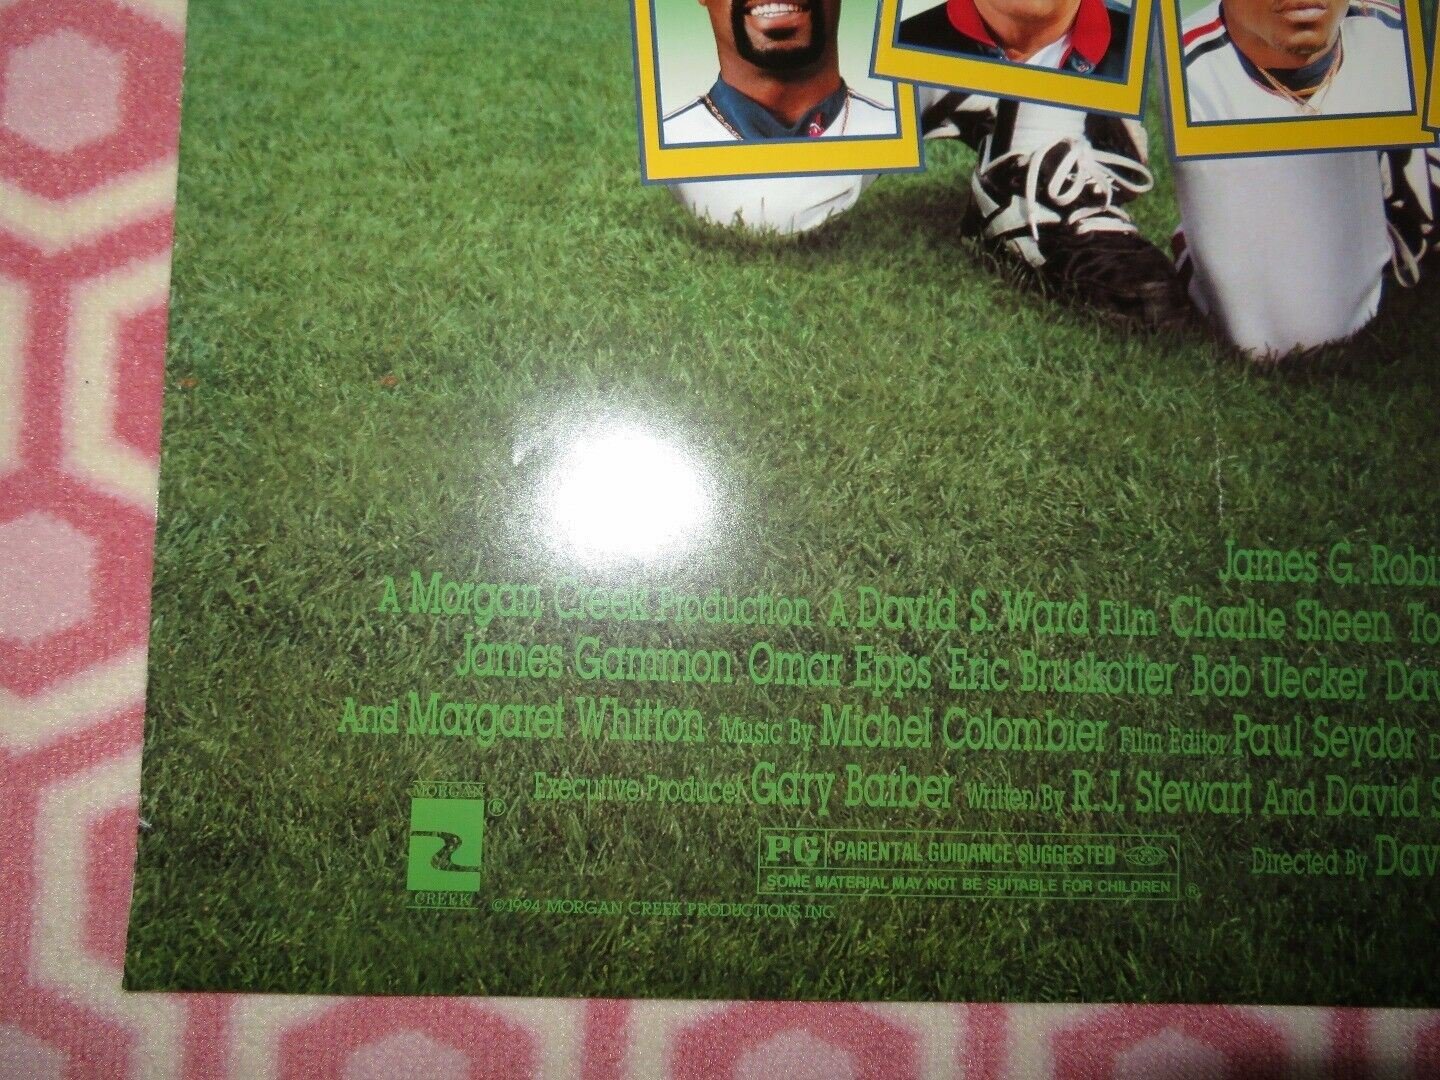 James G. Robi
A Morgan Creek Production A David S. Ward Film Charlie Sheen To
James Gammon Omar Epps Eric Bruskotter Bob Uecker Dav
And Margaret Whitton Music By Michel Colombier Film Editor Paul Seydor D
Executive Producer Gary Barber Written By R.J. Stewart And David S
Directed By Dav
MORGAN
CREEK
®
PG PARENTAL GUIDANCE SUGGESTED
SOME MATERIAL MAY NOT BE SUITABLE FOR CHILDREN ®
©1994 MORGAN CREEK PRODUCTIONS, INC.